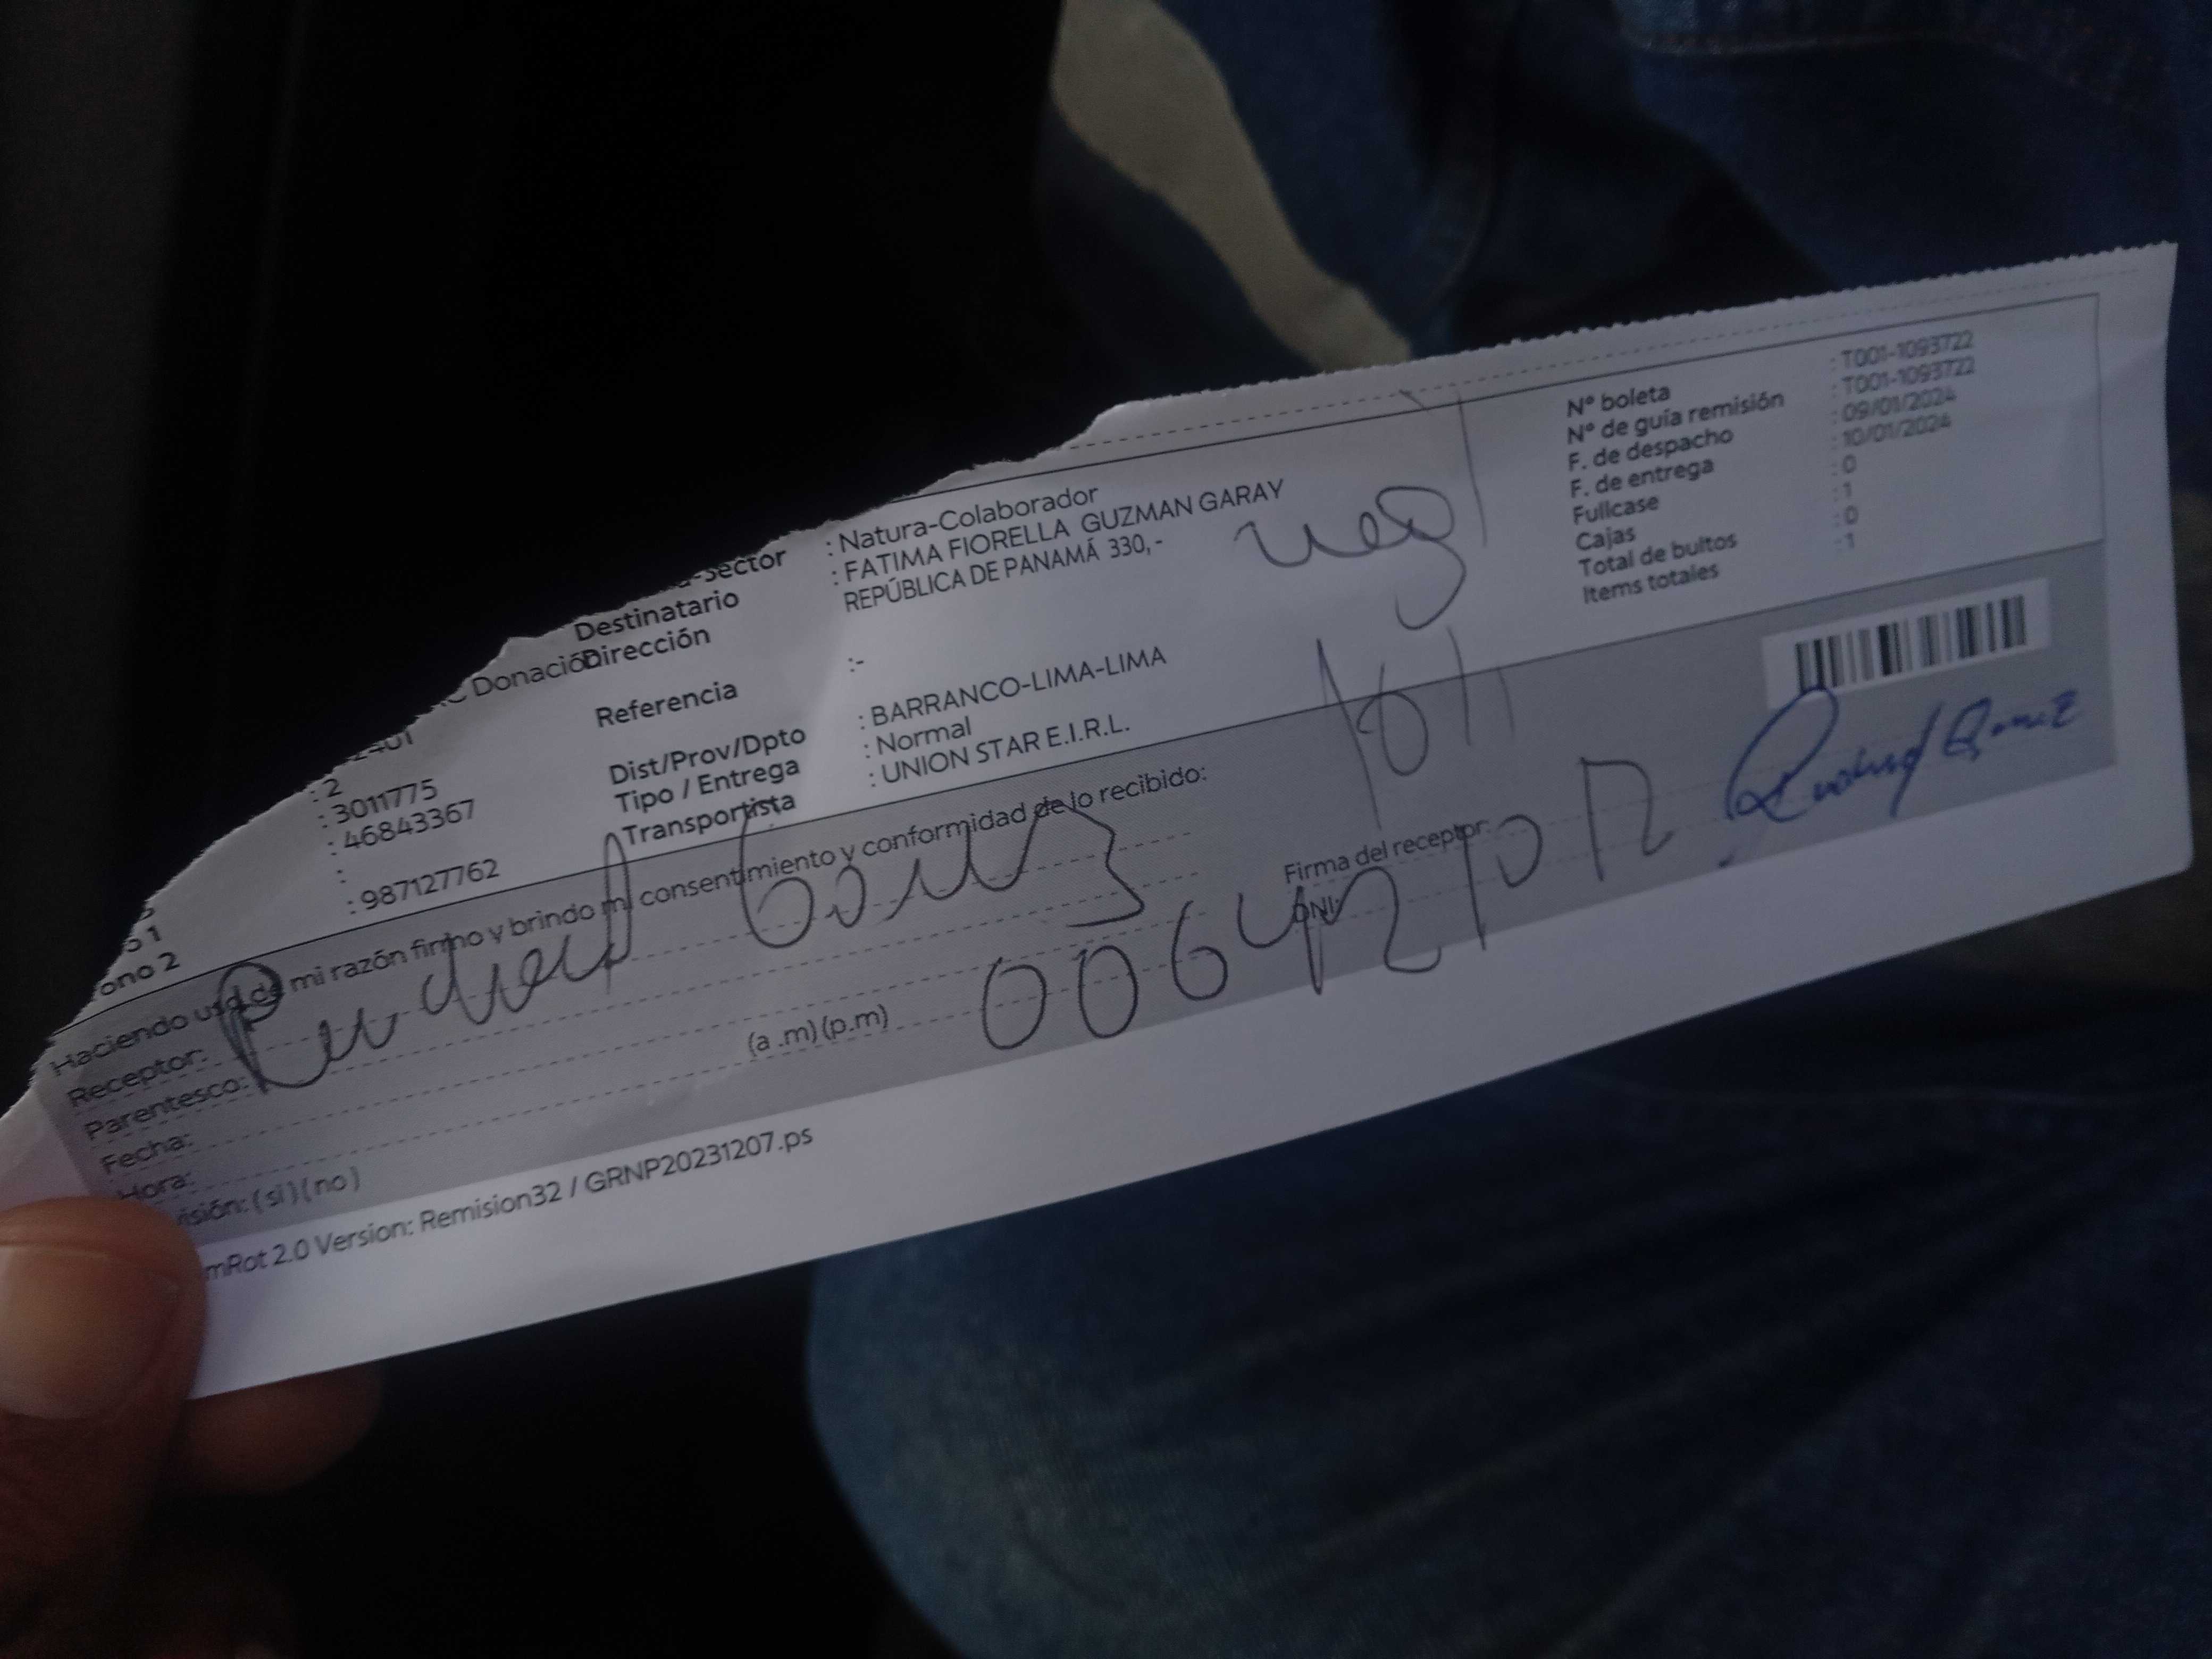 -Sector : Natura-Colaborador
Destinatario : FATIMA FIORELLA GUZMAN GARAY
Donación Dirección REPÚBLICA DE PANAMÁ 330, -
Referencia :-
: 2
: 3011775 Dist/Prov/Dpto : BARRANCO-LIMA-LIMA
: 46843367 Tipo / Entrega : Normal
: Transportista : UNION STAR E.I.R.L.
: 987127762
o 1
ono 2
Nº boleta : T001-1093722
Nº de guía remisión : T001-1093722
F. de despacho : 09/01/2024
F. de entrega : 10/01/2024
Fullcase : 0
Cajas : 1
Total de bultos : 0
Items totales : 1
Haciendo uso de mi razón firmo y brindo mi consentimiento y conformidad de lo recibido:
Receptor:
Parentesco:
Fecha:
Hora: (a .m) (p.m)
isión: ( si ) ( no )
Firma del receptor:
DNI:
mRot 2.0 Version: Remision32 / GRNP20231207.ps